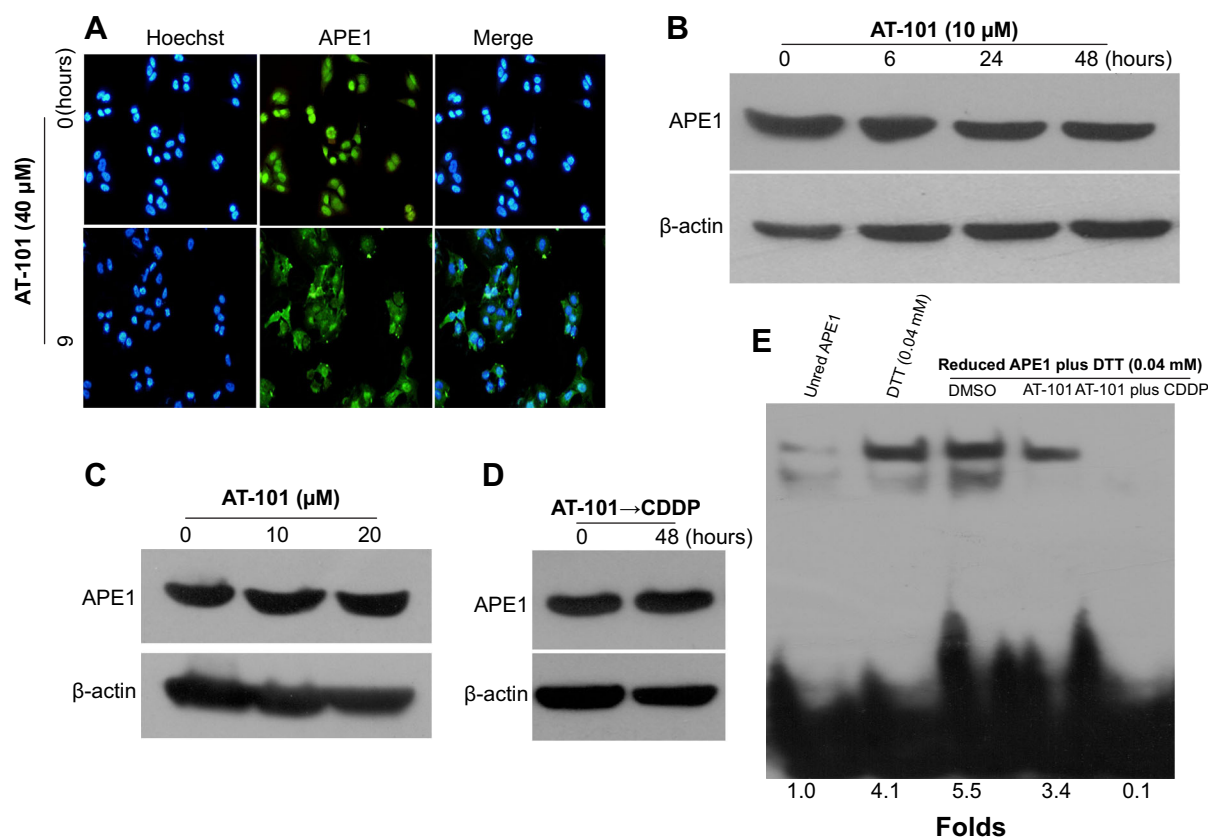 A
Hoechst APE1 Merge
AT-101 (40 µM)
0(hours)
9
B
AT-101 (10 µM)
0 6 24 48 (hours)
APE1
β-actin
C
AT-101 (µM)
0 10 20
APE1
β-actin
D
AT-101→CDDP
0 48 (hours)
APE1
β-actin
E
Unred APE1
DTT (0.04 mM)
Reduced APE1 plus DTT (0.04 mM)
DMSO AT-101 AT-101 plus CDDP
1.0 4.1 5.5 3.4 0.1
Folds